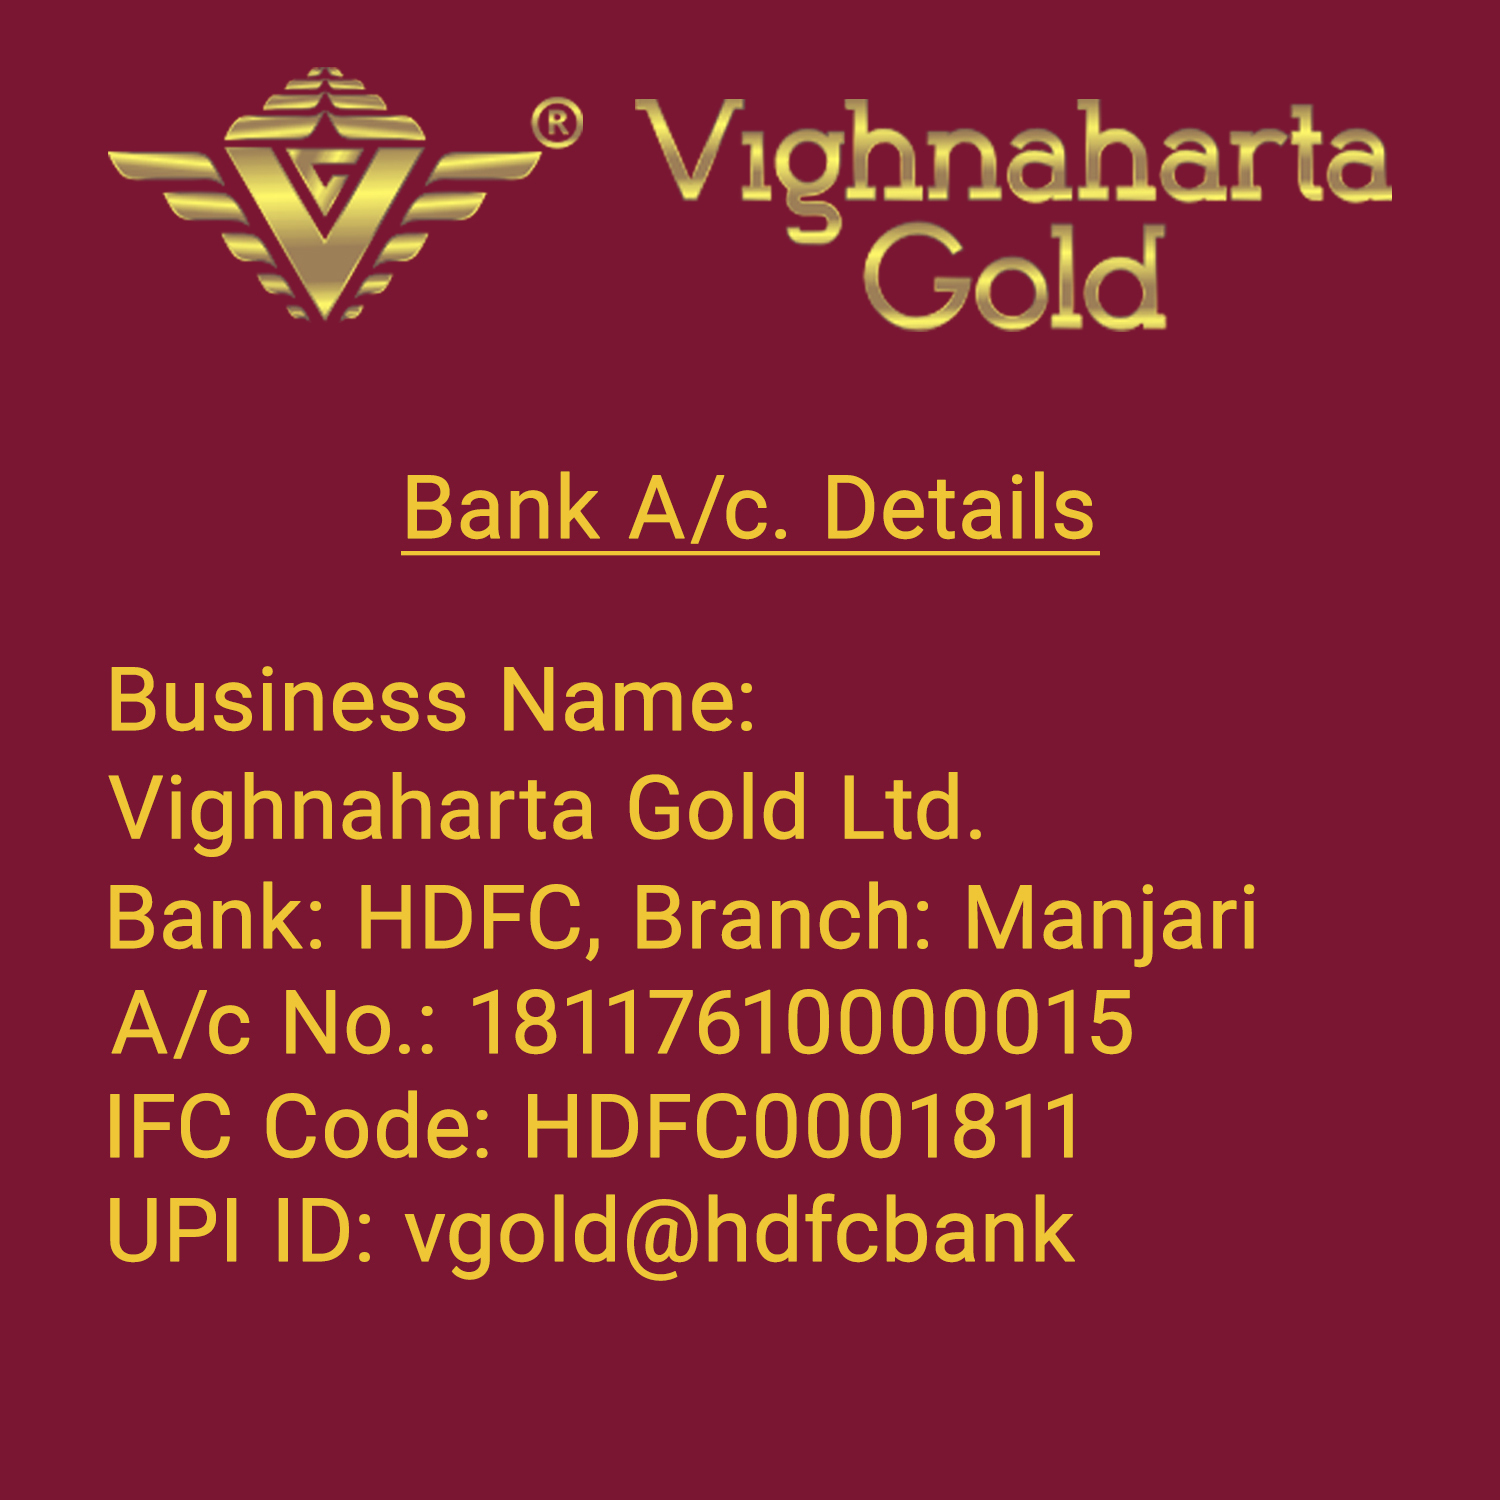 VG ®
Vighnaharta
Gold
Bank A/c. Details
Business Name:
Vighnaharta Gold Ltd.
Bank: HDFC, Branch: Manjari
A/c No.: 18117610000015
IFC Code: HDFC0001811
UPI ID: vgold@hdfcbank